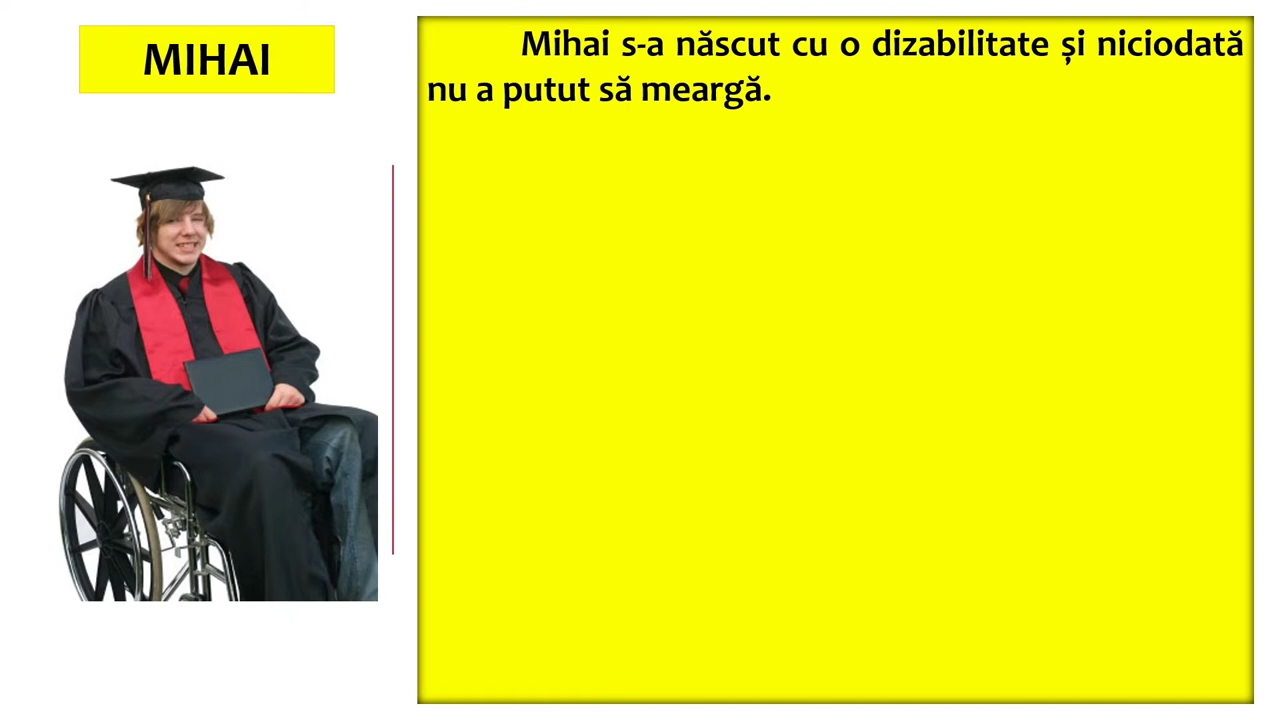 MIHAI
Mihai s-a născut cu o dizabilitate și niciodată
nu a putut să meargă.